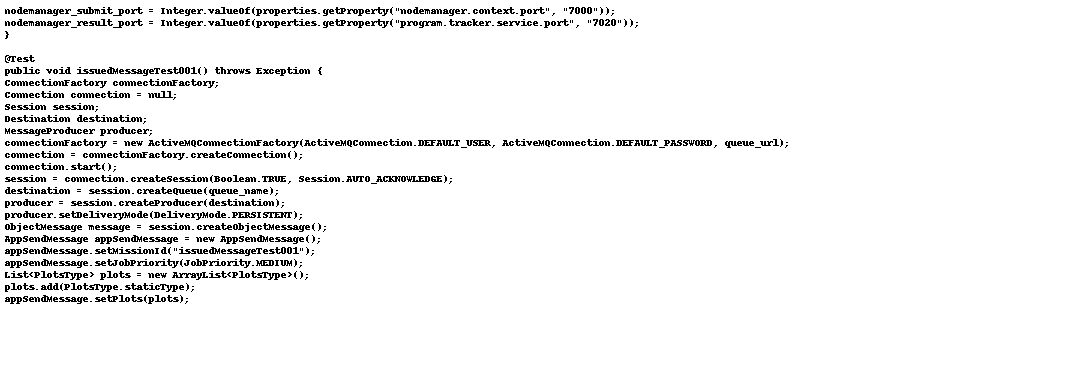 nodemanager_submit_port = Integer.valueOf(properties.getProperty("nodemanager.context.port", "7000"));
nodemanager_result_port = Integer.valueOf(properties.getProperty("program.tracker.service.port", "7020"));
}
@Test
public void issuedMessageTest001() throws Exception {
ConnectionFactory connectionFactory;
Connection connection = null;
Session session;
Destination destination;
MessageProducer producer;
connectionFactory = new ActiveMQConnectionFactory(ActiveMQConnection.DEFAULT_USER, ActiveMQConnection.DEFAULT_PASSWORD, queue_url);
connection = connectionFactory.createConnection();
connection.start();
session = connection.createSession(Boolean.TRUE, Session.AUTO_ACKNOWLEDGE);
destination = session.createQueue(queue_name);
producer = session.createProducer(destination);
producer.setDeliveryMode(DeliveryMode.PERSISTENT);
ObjectMessage message = session.createObjectMessage();
AppSendMessage appSendMessage = new AppSendMessage();
appSendMessage.setMissionId("issuedMessageTest001");
appSendMessage.setJobPriority(JobPriority.MEDIUM);
List<PlotsType> plots = new ArrayList<PlotsType>();
plots.add(PlotsType.staticType);
appSendMessage.setPlots(plots);